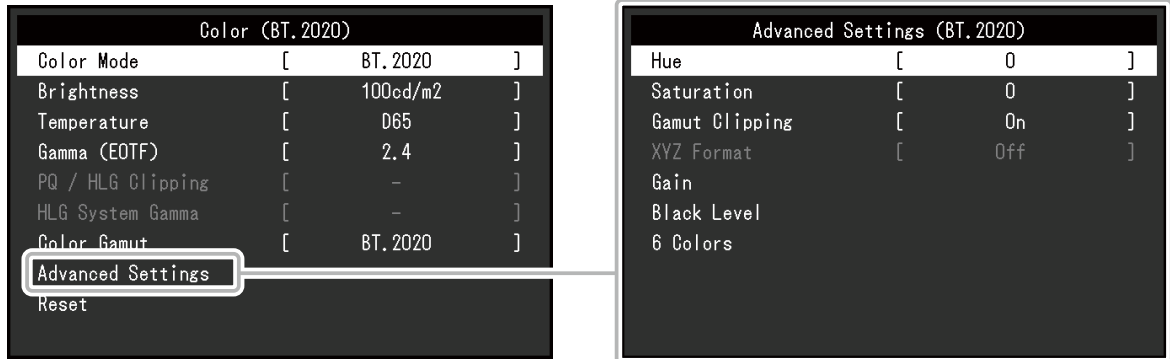 Color (BT.2020)
Color Mode [ BT.2020 ]
Brightness [ 100cd/m2 ]
Temperature [ D65 ]
Gamma (EOTF) [ 2.4 ]
PQ / HLG Clipping [ – ]
HLG System Gamma [ – ]
Color Gamut [ BT.2020 ]
Advanced Settings
Reset
Advanced Settings (BT.2020)
Hue [ 0 ]
Saturation [ 0 ]
Gamut Clipping [ On ]
XYZ Format [ Off ]
Gain
Black Level
6 Colors